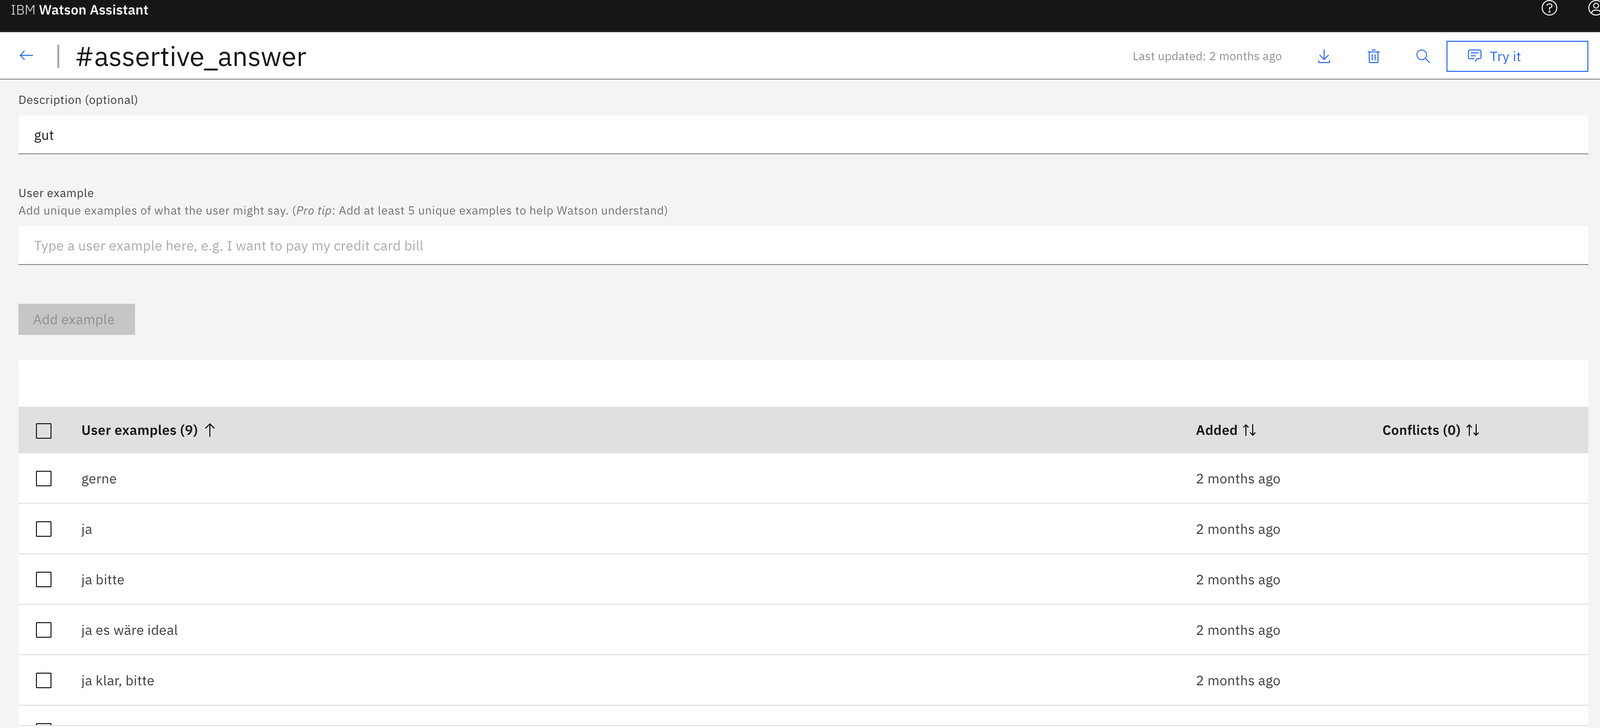 IBM Watson Assistant
#assertive_answer
Last updated: 2 months ago
Try it
Description (optional)
gut
User example
Add unique examples of what the user might say. (Pro tip: Add at least 5 unique examples to help Watson understand)
Type a user example here, e.g. I want to pay my credit card bill
Add example
User examples (9) Added Conflicts (0)
gerne 2 months ago
ja 2 months ago
ja bitte 2 months ago
ja es wäre ideal 2 months ago
ja klar, bitte 2 months ago